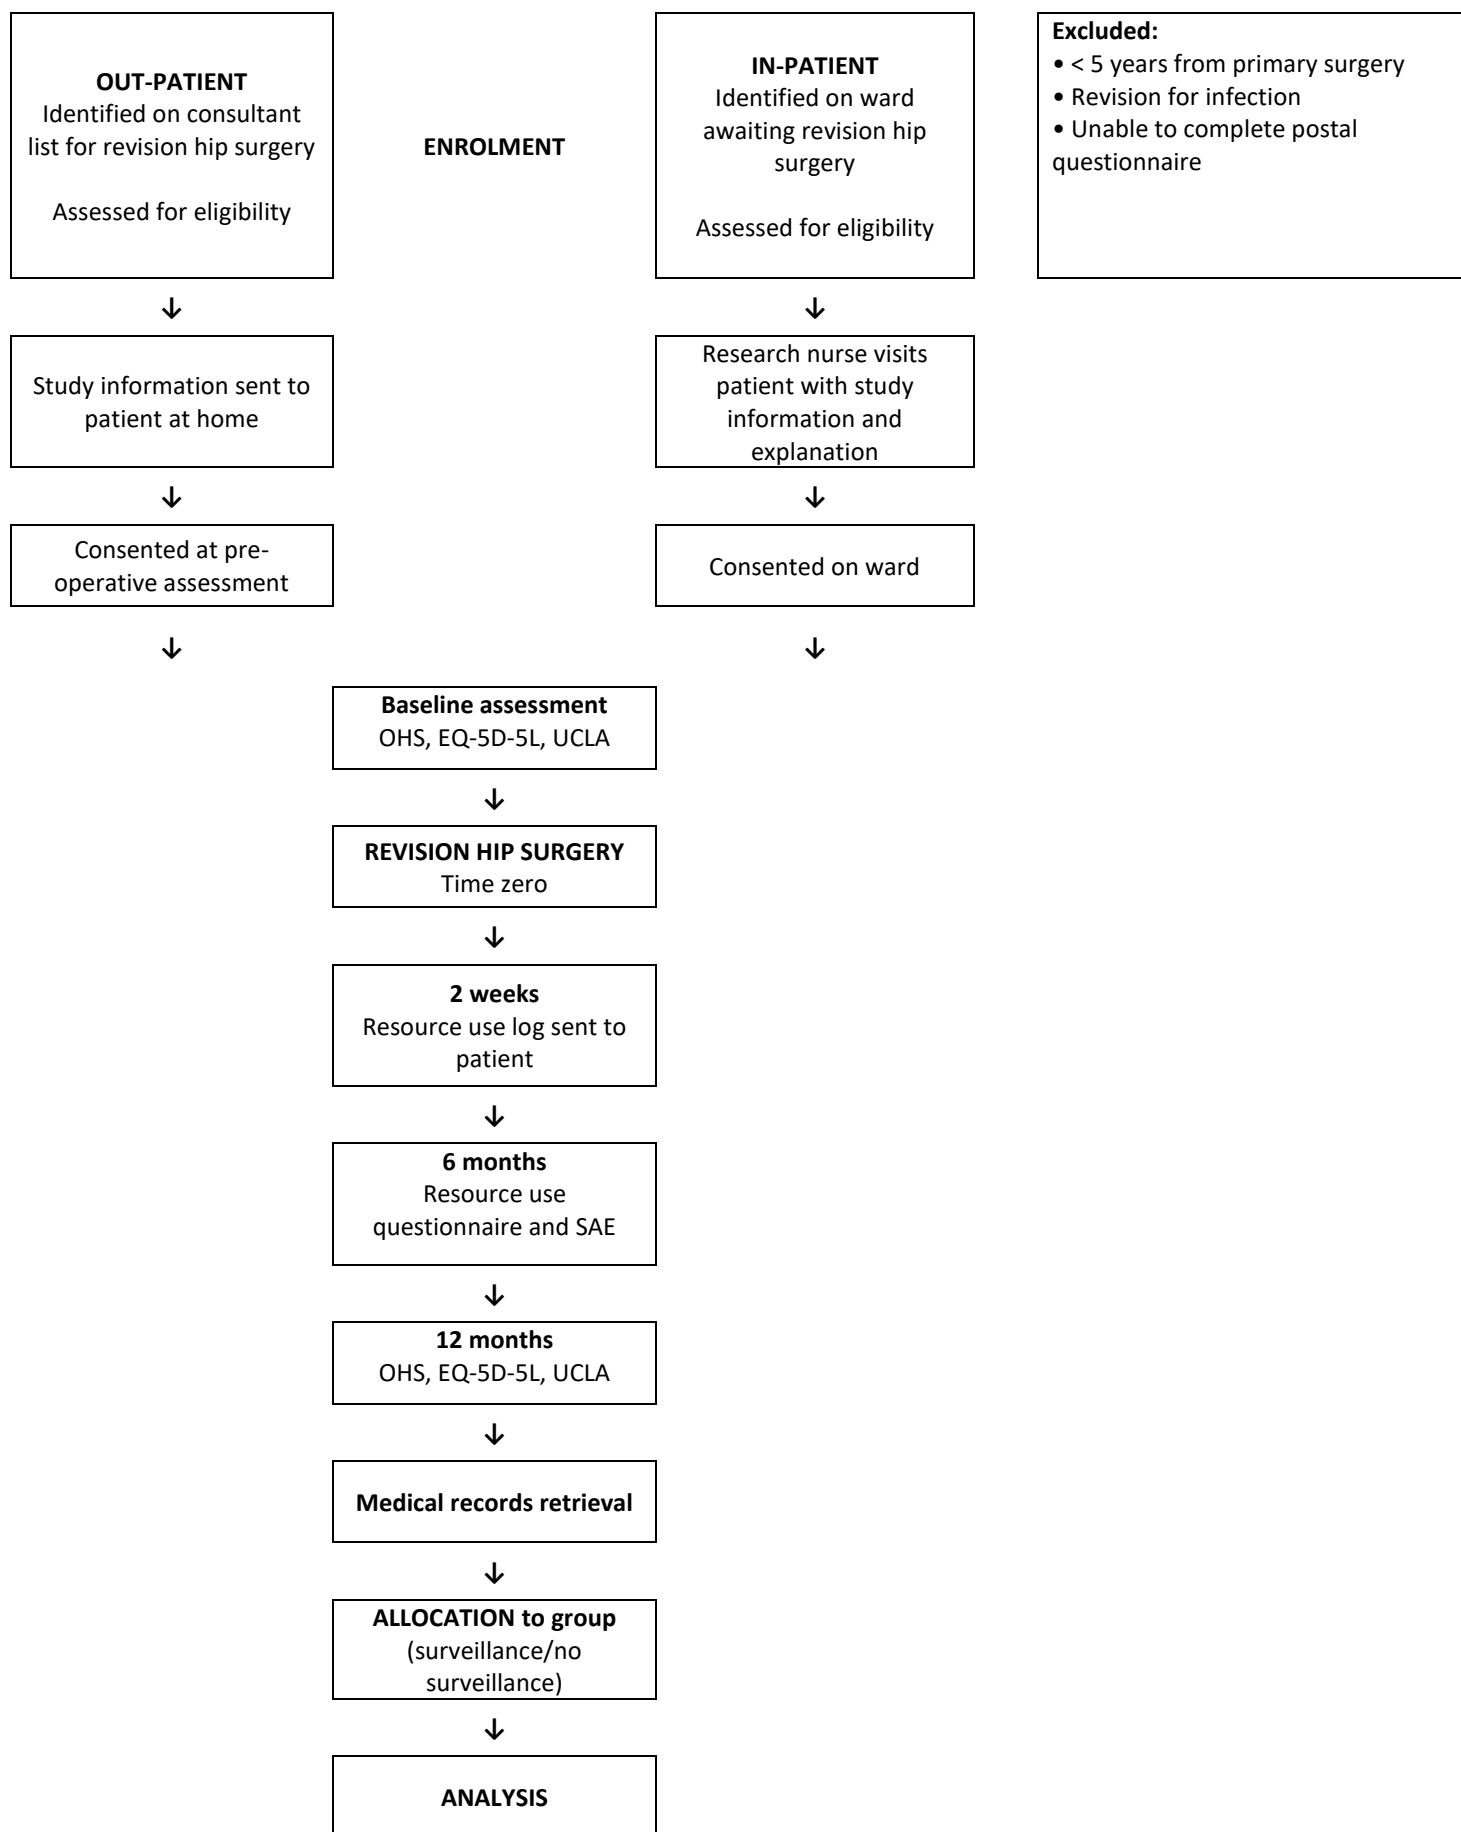 OUT-PATIENT
Identified on consultant
list for revision hip surgery
Assessed for eligibility
ENROLMENT
IN-PATIENT
Identified on ward
awaiting revision hip
surgery
Assessed for eligibility
Excluded:
• < 5 years from primary surgery
• Revision for infection
• Unable to complete postal
questionnaire
↓
↓
Study information sent to
patient at home
Research nurse visits
patient with study
information and
explanation
↓
↓
Consented at pre-
operative assessment
Consented on ward
↓
↓
Baseline assessment
OHS, EQ-5D-5L, UCLA
↓
REVISION HIP SURGERY
Time zero
↓
2 weeks
Resource use log sent to
patient
↓
6 months
Resource use
questionnaire and SAE
↓
12 months
OHS, EQ-5D-5L, UCLA
↓
Medical records retrieval
↓
ALLOCATION to group
(surveillance/no
surveillance)
↓
ANALYSIS